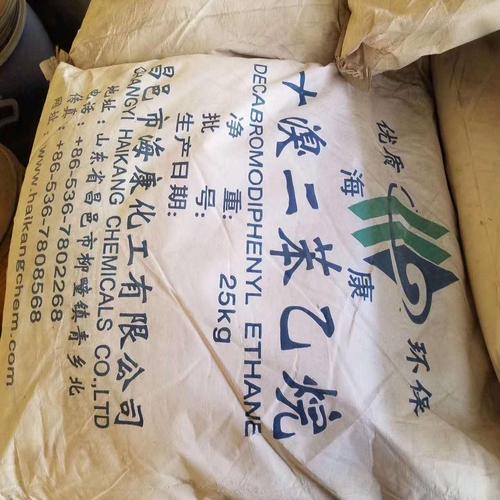 优质
海康
环保
十溴二苯乙烷
DECABROMODIPHENYL ETHANE
净重: 25kg
批号:
生产日期:
昌邑市海康化工有限公司
CHANGYI HAIKANG CHEMICALS CO.,LTD
山东省昌邑市柳疃镇青乡北
电话: +86-536-7802268
传真: +86-536-7808568
网址: www.haikangchem.com